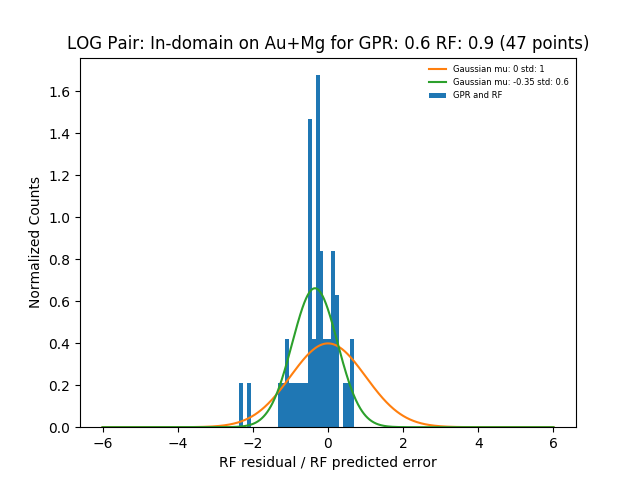 LOG Pair: In-domain on Au+Mg for GPR: 0.6 RF: 0.9 (47 points)
Gaussian mu: 0 std: 1
Gaussian mu: -0.35 std: 0.6
GPR and RF
Normalized Counts
1.6
1.4
1.2
1.0
0.8
0.6
0.4
0.2
0.0
−6 −4 −2 0 2 4 6
RF residual / RF predicted error